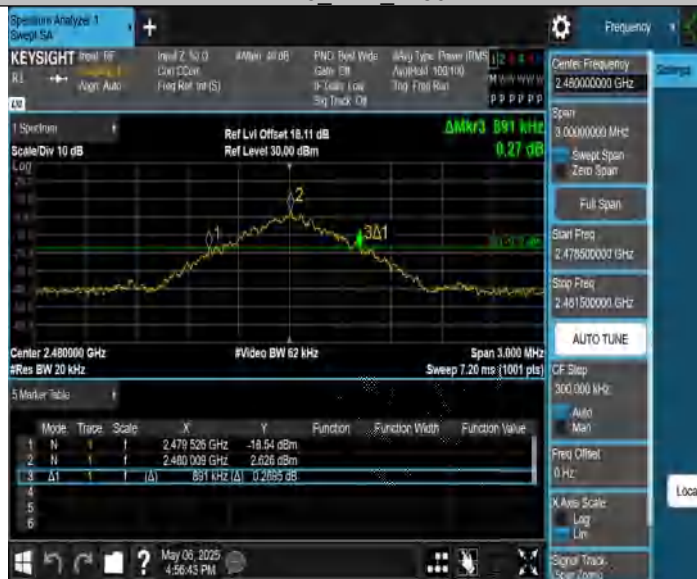 Spectrum Analyzer 1
Swept SA
+
Frequency
KEYSIGHT Input: RF
Input Z: 50 Ω
#Atten: 40 dB
PNO: Best Wide
#Avg Type: Power (RMS)
RL
Align: Auto
Corr CCorr
Freq Ref: Int (S)
Gate: Off
IF Gain: Low
Sig Track: Off
Avg|Hold: 100/100
Trig: Free Run
P P P P P P
Center Frequency
2.480000000 GHz
Settings
Span
3.00000000 MHz
Swept Span
Zero Span
Full Span
Start Freq
2.478500000 GHz
Stop Freq
2.481500000 GHz
AUTO TUNE
CF Step
300.000 kHz
Auto
Man
Freq Offset
0 Hz
X Axis Scale
Log
Lin
Signal Track
Local
1 Spectrum
Scale/Div 10 dB
Log
Ref Lvl Offset 18.11 dB
Ref Level 30.00 dBm
ΔMkr3 891 kHz
0.27 dB
1
2
3Δ1
Center 2.480000 GHz
#Res BW 20 kHz
#Video BW 62 kHz
Span 3.000 MHz
Sweep 7.20 ms (1001 pts)
5 Marker Table
Mode Trace Scale X Y Function Function Width Function Value
1 N 1 f 2.479 526 GHz -18.54 dBm
2 N 1 f 2.480 009 GHz 2.626 dBm
3 Δ1 1 f (Δ) 891 kHz (Δ) 0.2695 dB
4
5
6
?
May 06, 2025
4:56:43 PM